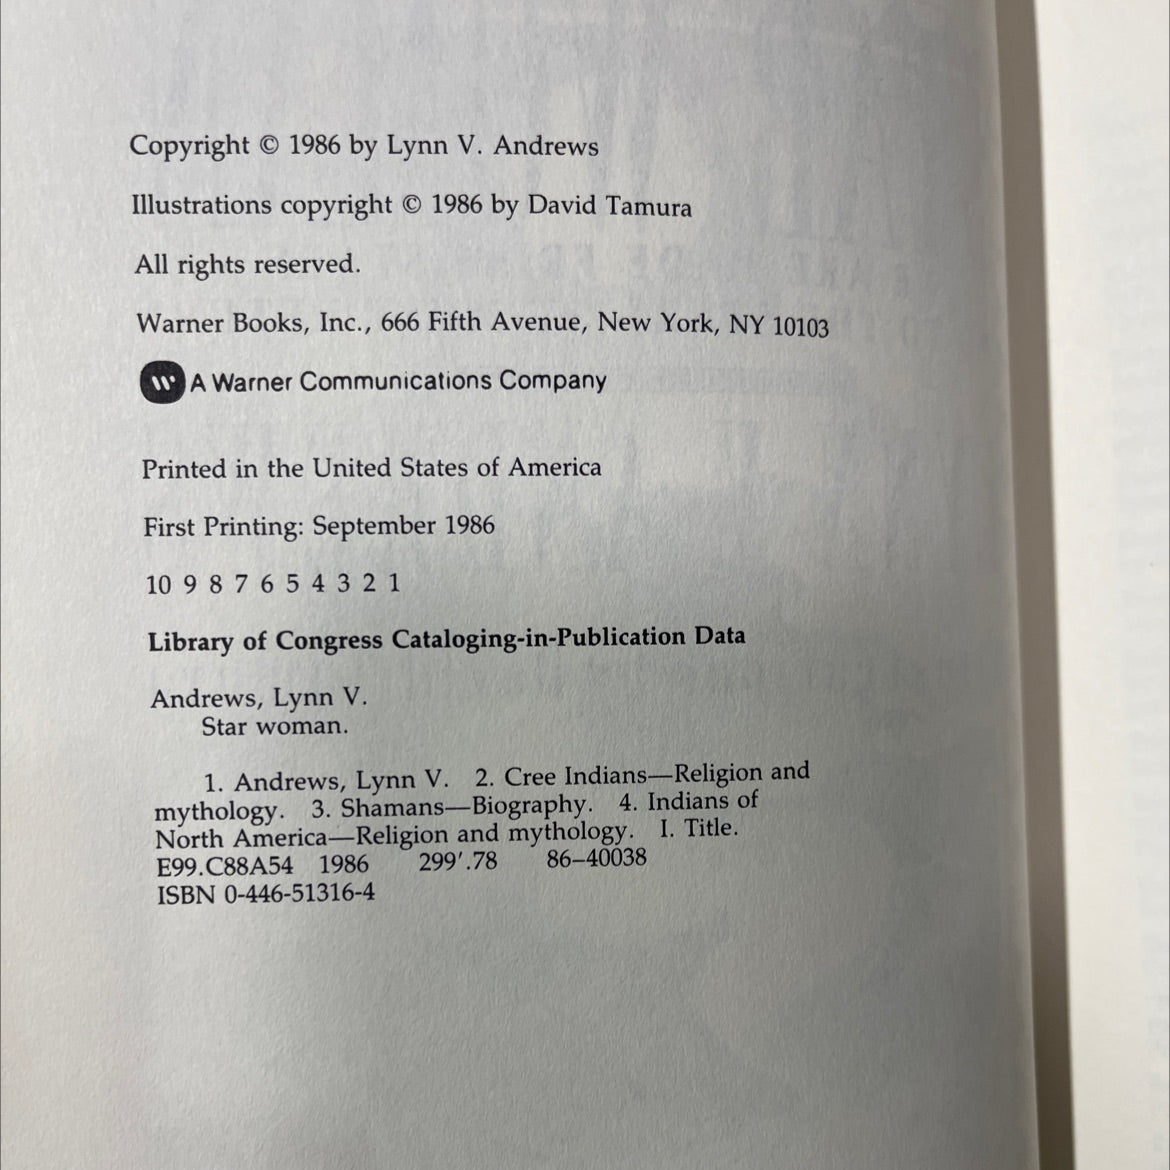 Copyright © 1986 by Lynn V. Andrews
Illustrations copyright © 1986 by David Tamura
All rights reserved.
Warner Books, Inc., 666 Fifth Avenue, New York, NY 10103
A Warner Communications Company
Printed in the United States of America
First Printing: September 1986
10 9 8 7 6 5 4 3 2 1
Library of Congress Cataloging-in-Publication Data
Andrews, Lynn V.
Star woman.
1. Andrews, Lynn V. 2. Cree Indians—Religion and
mythology. 3. Shamans—Biography. 4. Indians of
North America—Religion and mythology. I. Title.
E99.C88A54 1986 299′.78 86–40038
ISBN 0-446-51316-4